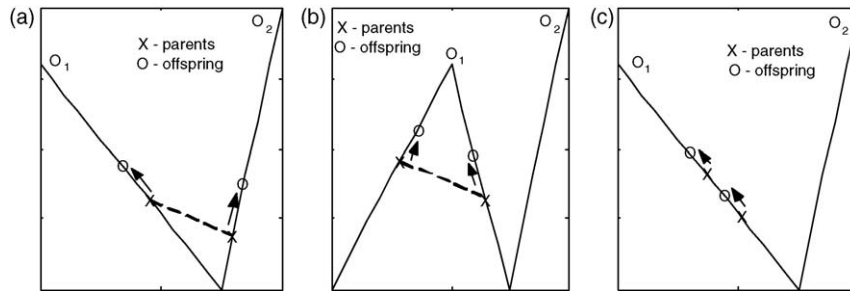 (a)
O1
O2
X - parents
O - offspring
X
X
O
O
(b)
O1
O2
X - parents
O - offspring
X
X
O
O
(c)
O1
O2
X - parents
O - offspring
X
X
O
O